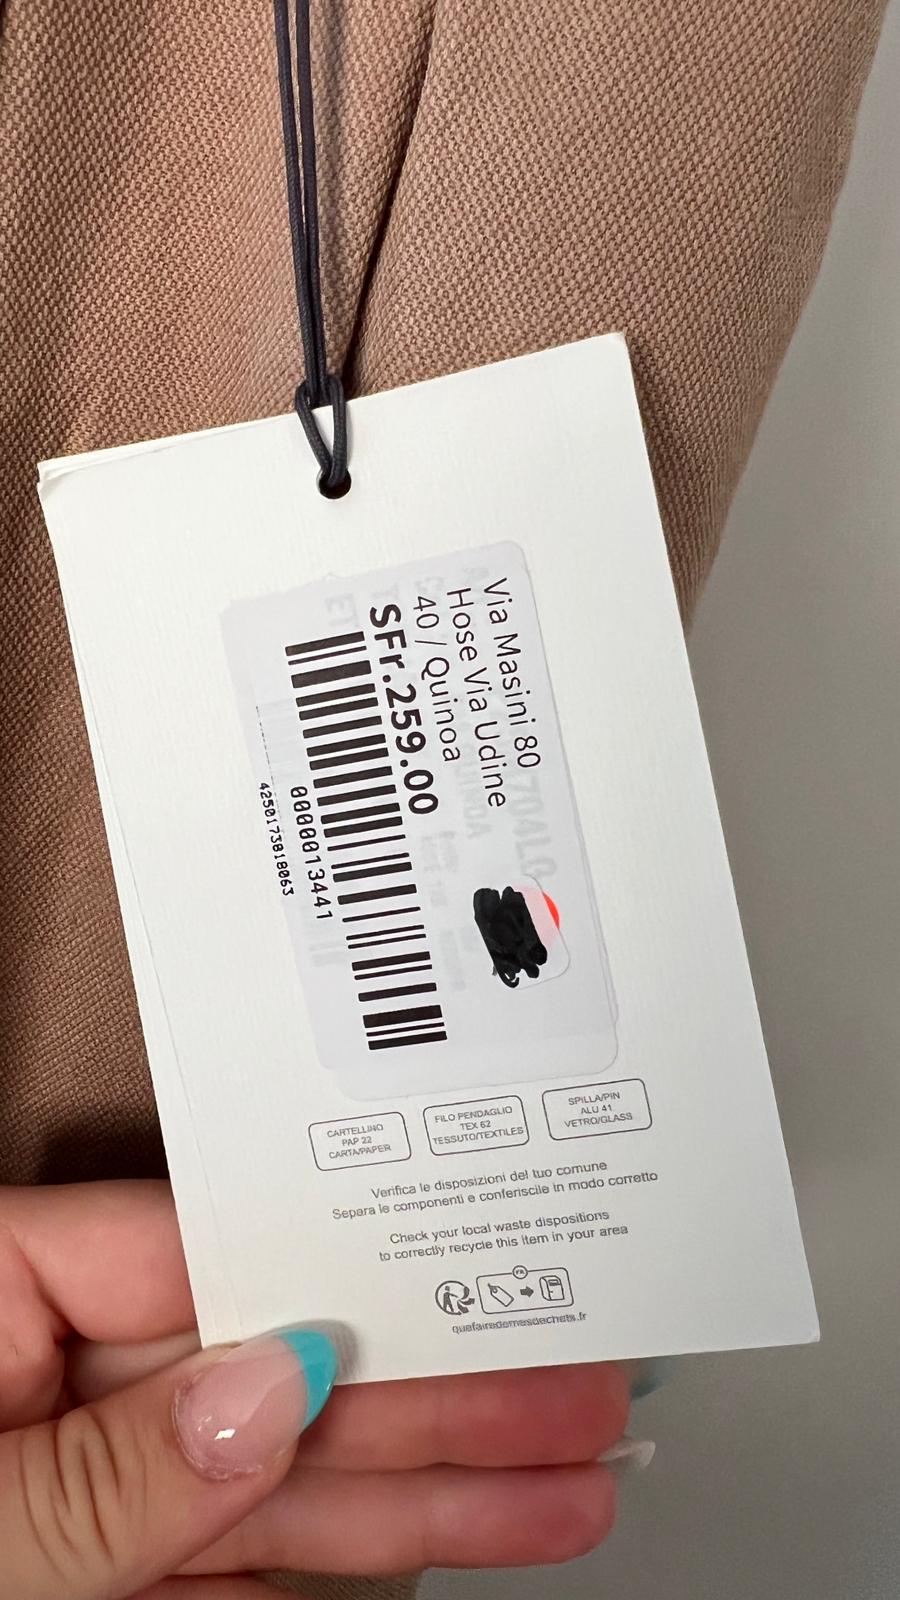 Via Masini 80
Hose Via Udine
40 / Quinoa
SFr.259.00
0000013441
4250173818063
CARTELLINO
PAP 22
CARTA/PAPER
FILO PENDAGLIO
TEX 62
TESSUTO/TEXTILES
SPILLA/PIN
ALU 41
VETRO/GLASS
Verifica le disposizioni del tuo comune
Separa le componenti e conferiscile in modo corretto
Check your local waste dispositions
to correctly recycle this item in your area
FR
quefairedemesdechets.fr